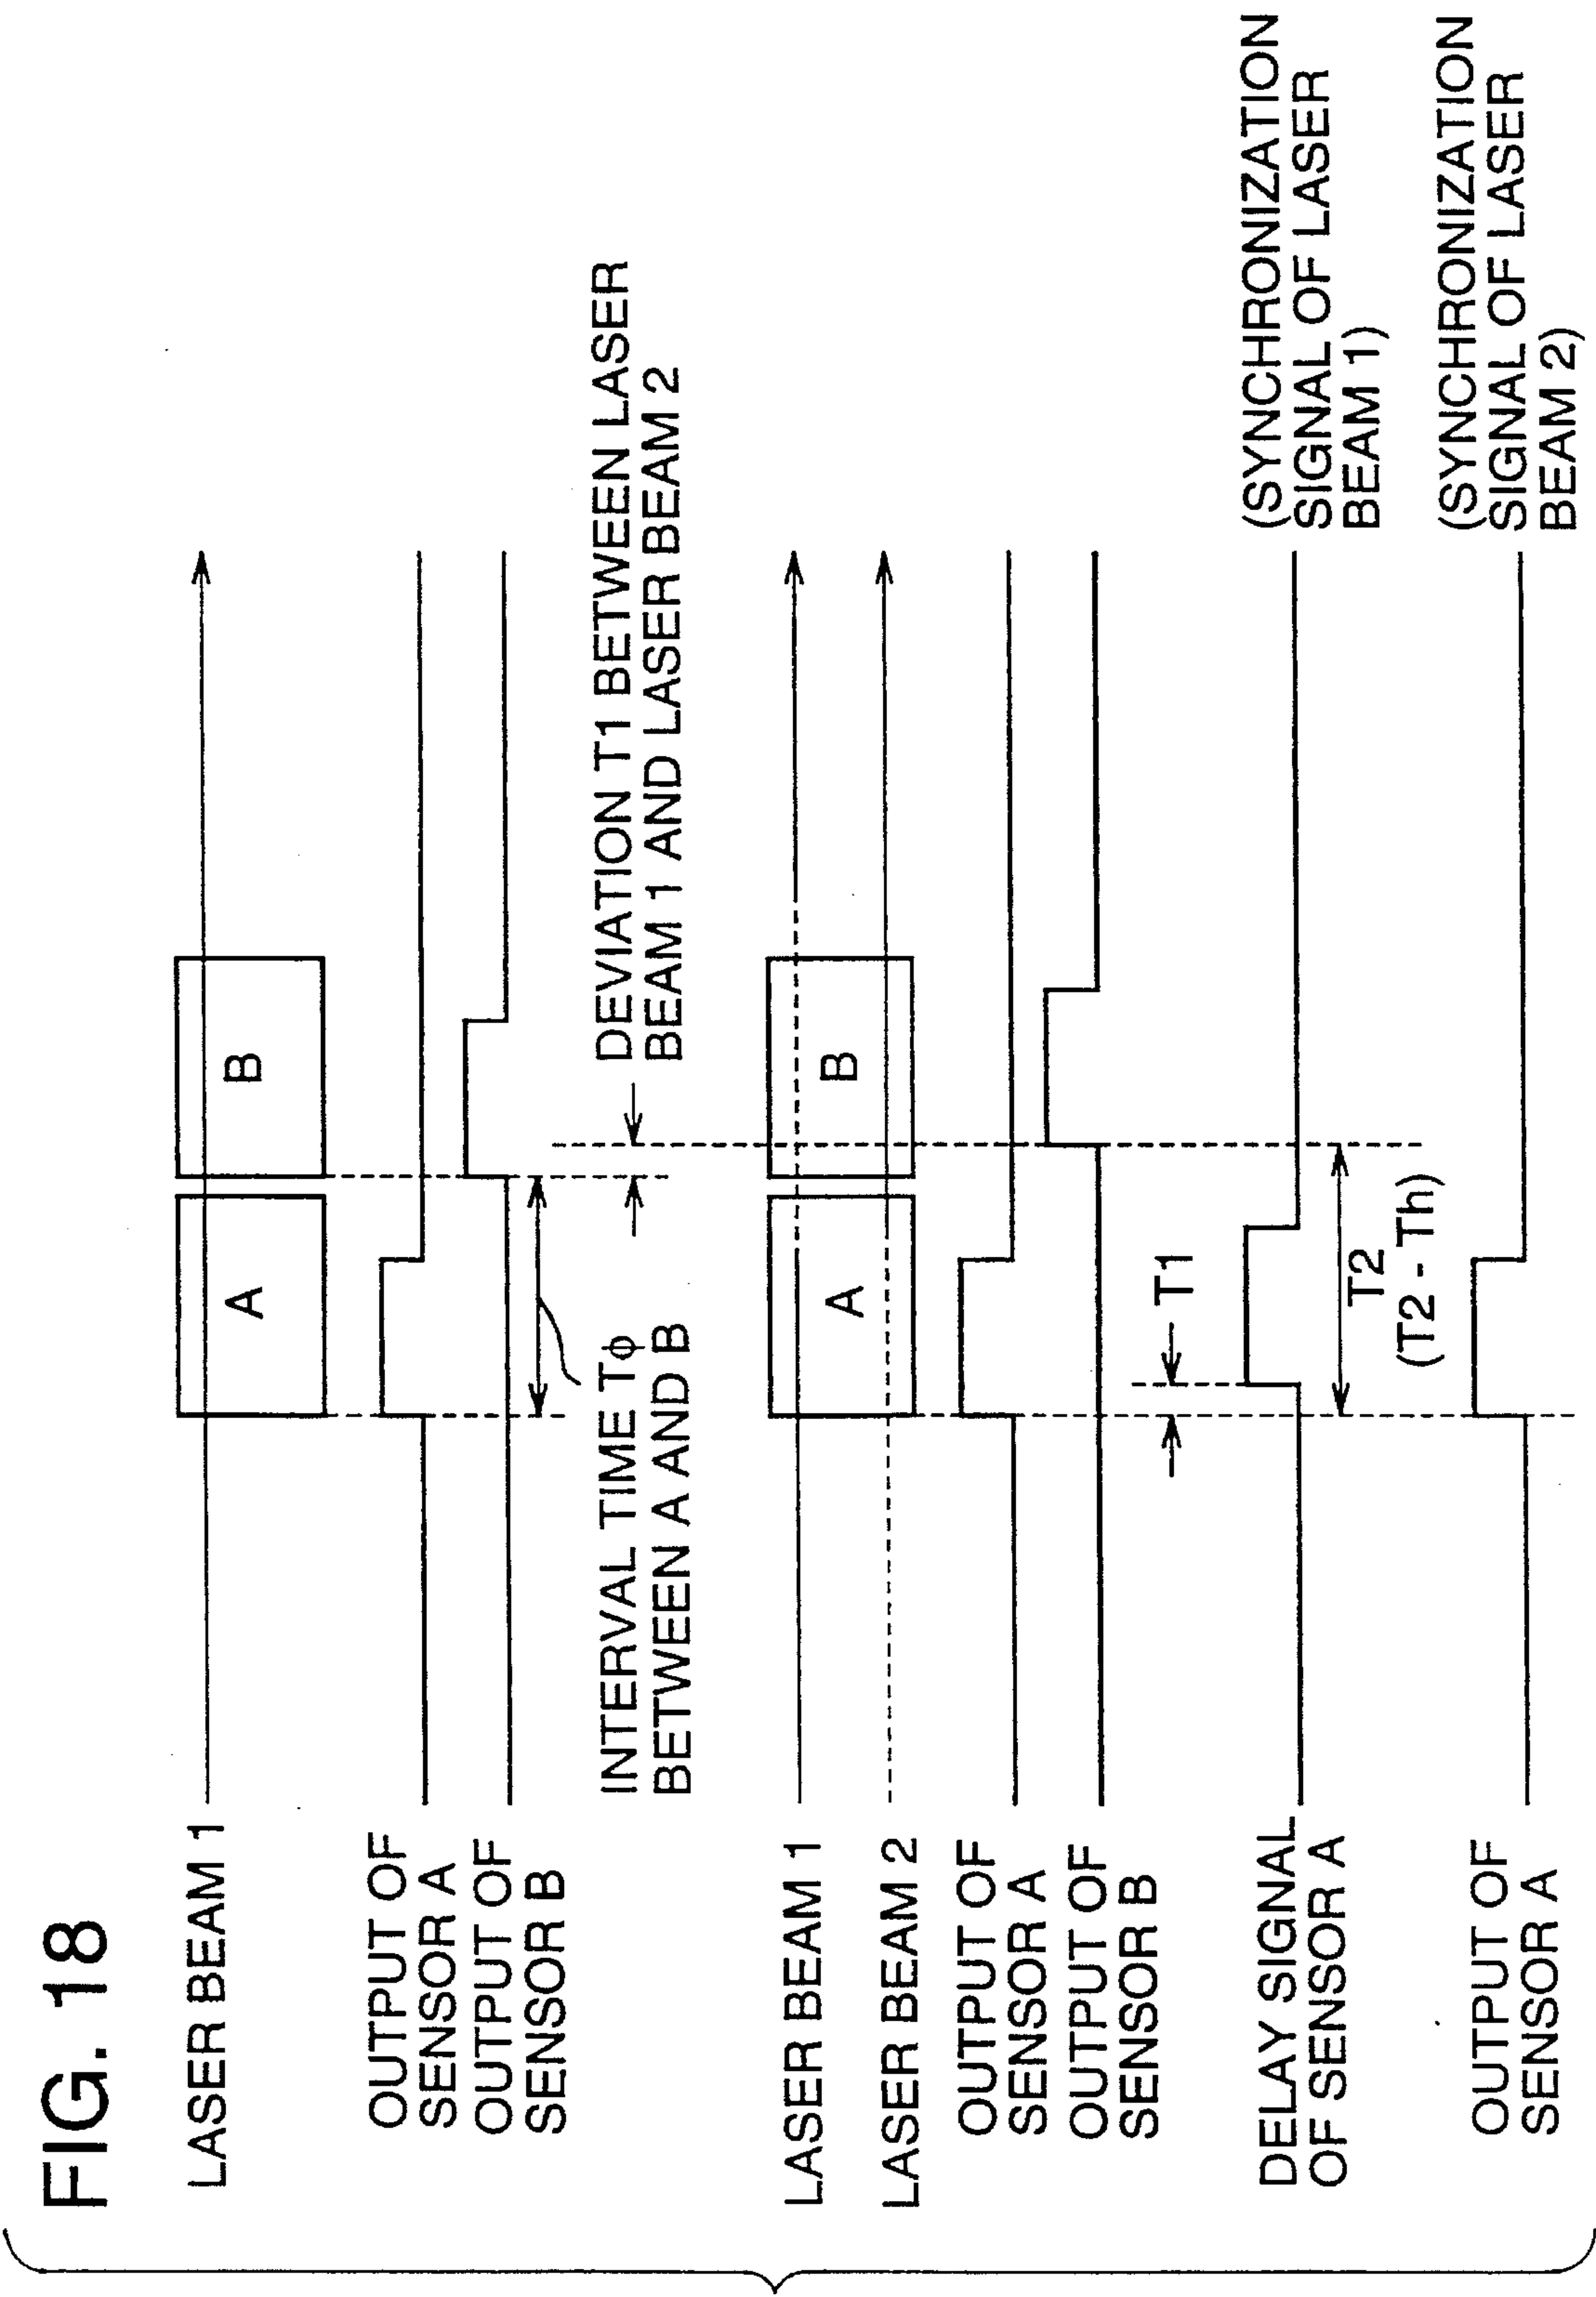 FIG. 18
LASER BEAM 1
A
B
OUTPUT OF
SENSOR A
OUTPUT OF
SENSOR B
INTERVAL TIME Tϕ
BETWEEN A AND B
DEVIATION T1 BETWEEN LASER
BEAM 1 AND LASER BEAM 2
LASER BEAM 1
LASER BEAM 2
A
B
OUTPUT OF
SENSOR A
OUTPUT OF
SENSOR B
T1
DELAY SIGNAL
OF SENSOR A
(SYNCHRONIZATION
SIGNAL OF LASER
BEAM 1)
T2
(T2 - Th)
OUTPUT OF
SENSOR A
(SYNCHRONIZATION
SIGNAL OF LASER
BEAM 2)